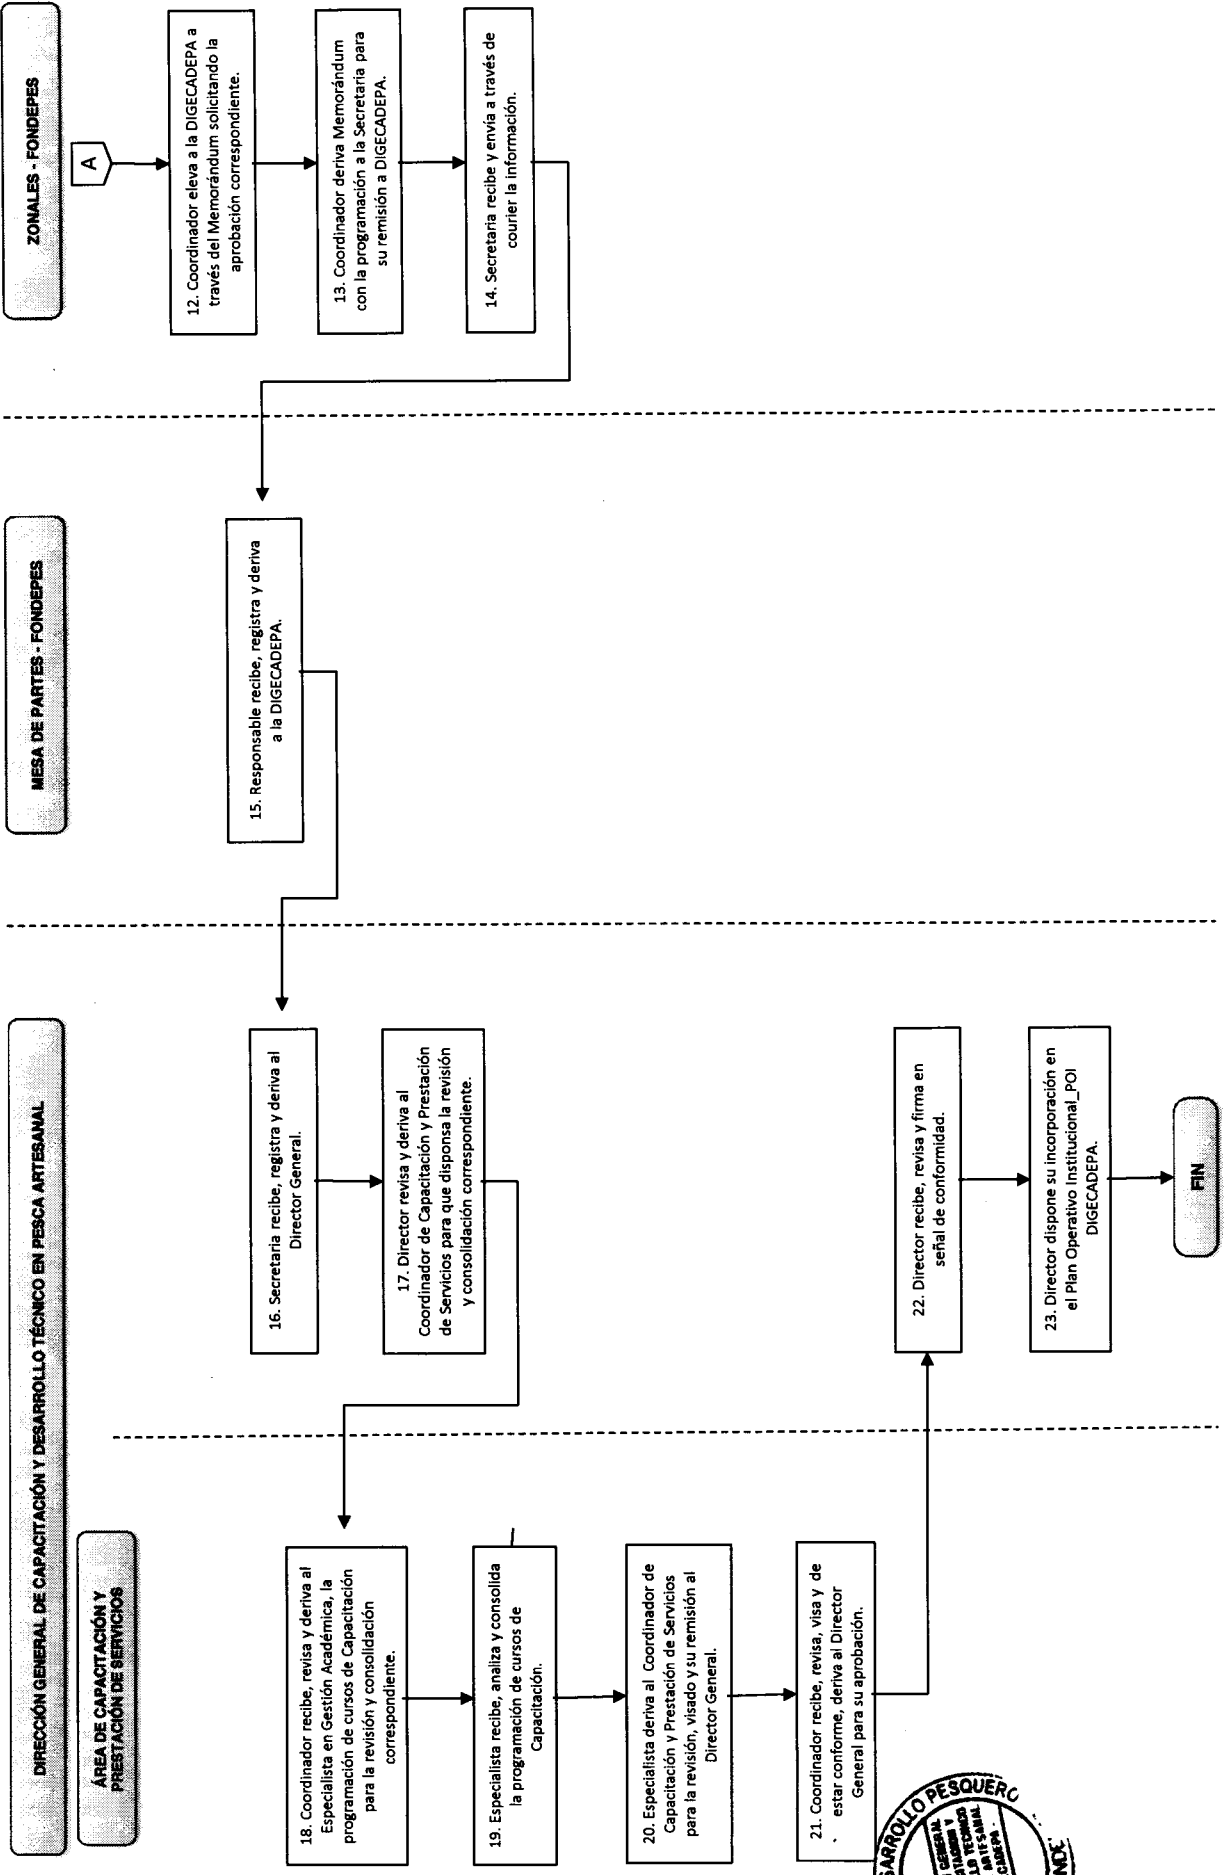 DIRECCIÓN GENERAL DE CAPACITACIÓN Y DESARROLLO TÉCNICO EN PESCA ARTESANAL
MESA DE PARTES - FONDEPES
ZONALES - FONDEPES
ÁREA DE CAPACITACIÓN Y
PRESTACIÓN DE SERVICIOS
A
12. Coordinador eleva a la DIGECADEPA a
través del Memorándum solicitando la
aprobación correspondiente.
13. Coordinador deriva Memorándum
con la programación a la Secretaria para
su remisión a DIGECADEPA.
14. Secretaria recibe y envía a través de
courier la información.
15. Responsable recibe, registra y deriva
a la DIGECADEPA.
16. Secretaria recibe, registra y deriva al
Director General.
17. Director revisa y deriva al
Coordinador de Capacitación y Prestación
de Servicios para que disponsa la revisión
y consolidación correspondiente.
18. Coordinador recibe, revisa y deriva al
Especialista en Gestión Académica, la
programación de cursos de Capacitación
para la revisión y consolidación
correspondiente.
19. Especialista recibe, analiza y consolida
la programación de cursos de
Capacitación.
20. Especialista deriva al Coordinador de
Capacitación y Prestación de Servicios
para la revisión, visado y su remisión al
Director General.
21. Coordinador recibe, revisa, visa y de
estar conforme, deriva al Director
General para su aprobación.
22. Director recibe, revisa y firma en
señal de conformidad.
23. Director dispone su incorporación en
el Plan Operativo Institucional_POI
DIGECADEPA.
FIN
PESQUERO
GENERAL
TECNICO
ARTESANAL